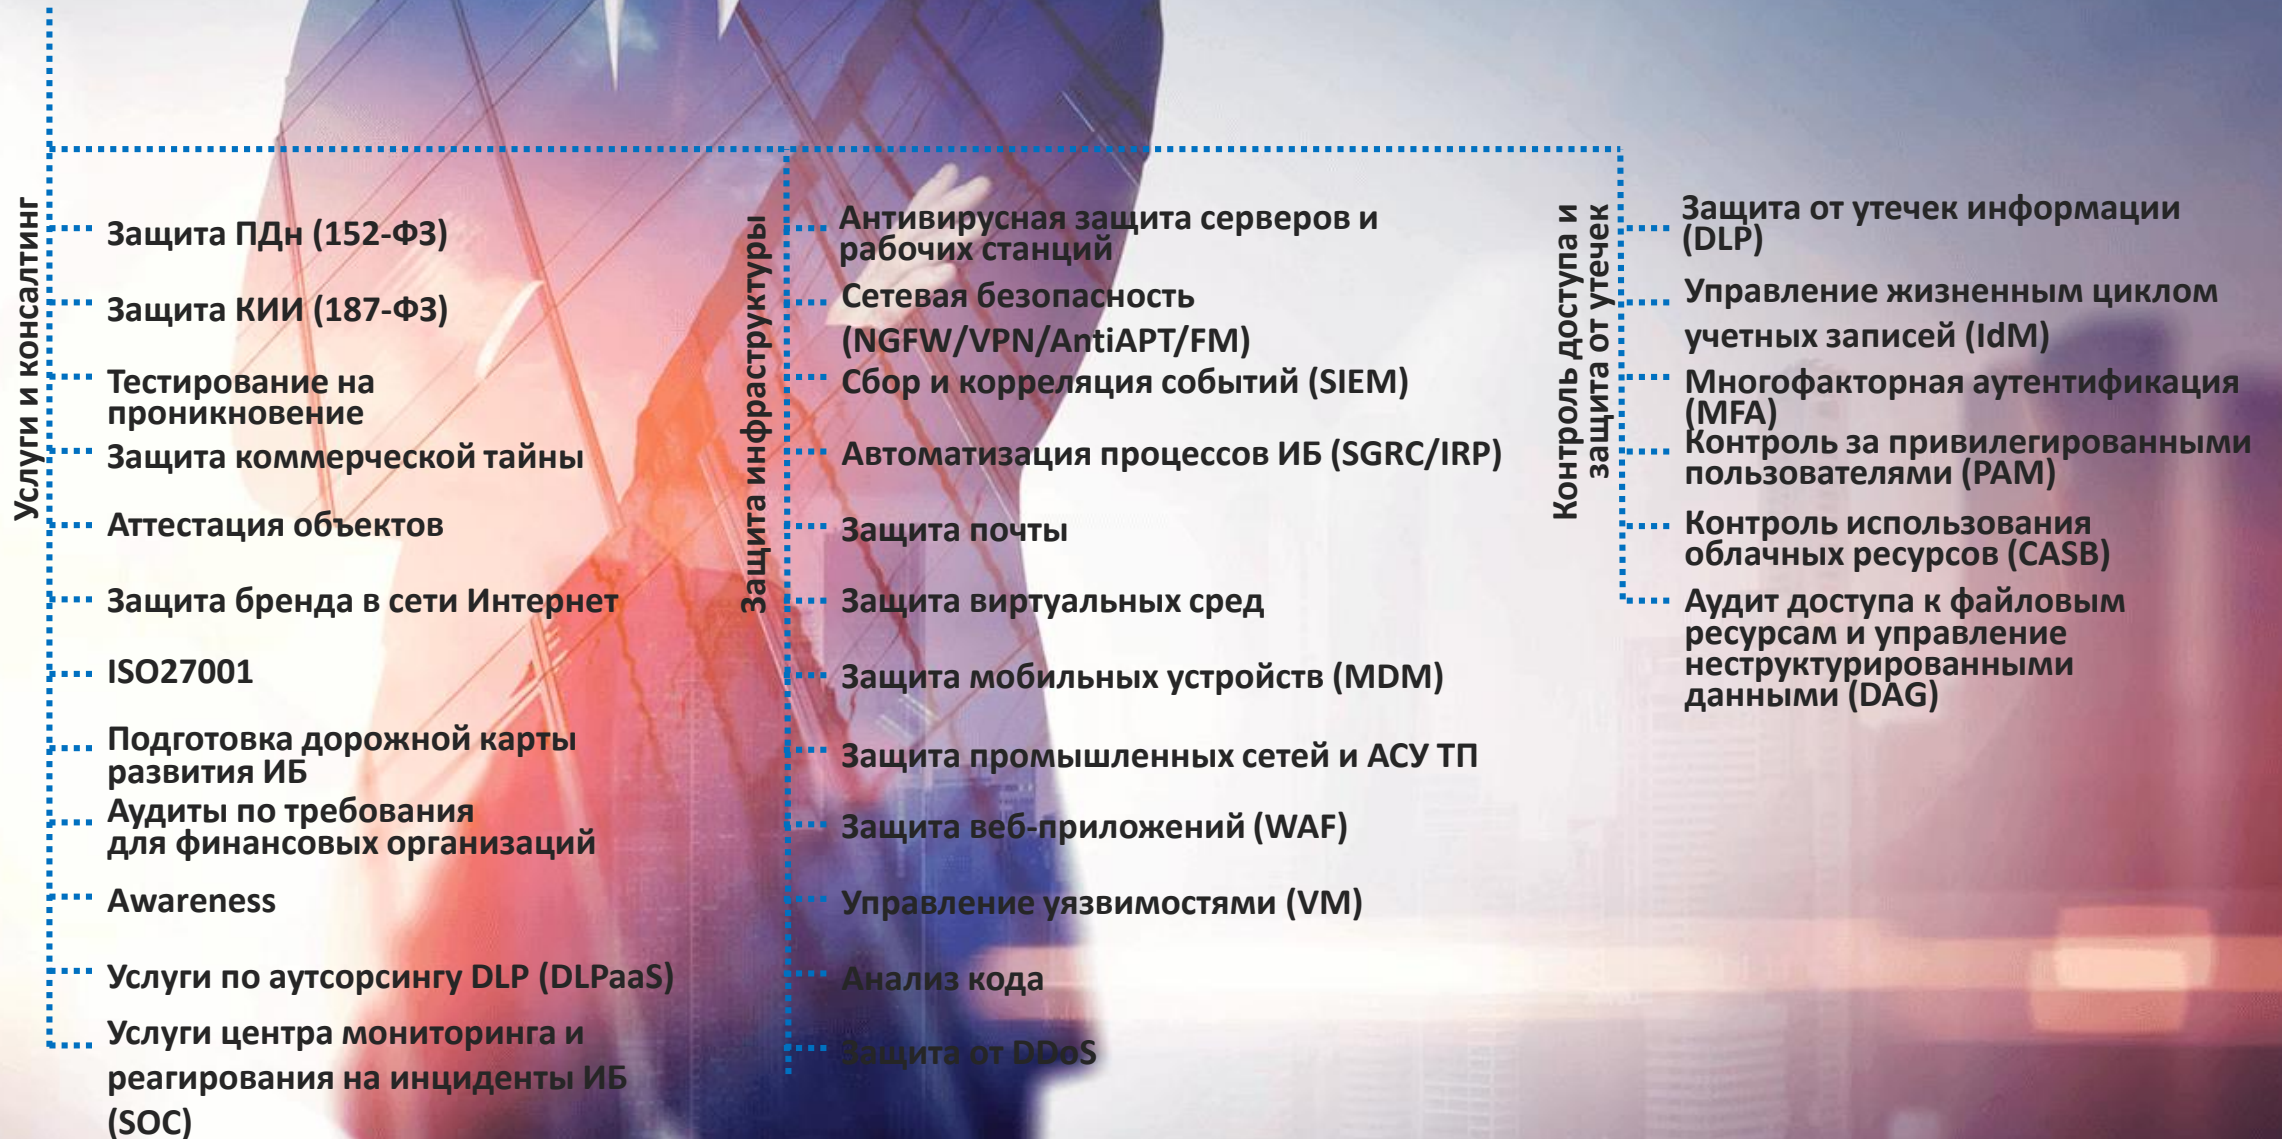 Услуги и консалтинг
Защита ПДн (152-ФЗ)
Защита КИИ (187-ФЗ)
Тестирование на
проникновение
Защита коммерческой тайны
Аттестация объектов
Защита бренда в сети Интернет
ISO27001
Подготовка дорожной карты
развития ИБ
Аудиты по требования
для финансовых организаций
Awareness
Услуги по аутсорсингу DLP (DLPaaS)
Услуги центра мониторинга и
реагирования на инциденты ИБ
(SOC)
Защита инфраструктуры
Антивирусная защита серверов и
рабочих станций
Сетевая безопасность
(NGFW/VPN/AntiAPT/FM)
Сбор и корреляция событий (SIEM)
Автоматизация процессов ИБ (SGRC/IRP)
Защита почты
Защита виртуальных сред
Защита мобильных устройств (MDM)
Защита промышленных сетей и АСУ ТП
Защита веб-приложений (WAF)
Управление уязвимостями (VM)
Анализ кода
Защита от DDoS
Контроль доступа и
защита от утечек
Защита от утечек информации
(DLP)
Управление жизненным циклом
учетных записей (IdM)
Многофакторная аутентификация
(MFA)
Контроль за привилегированными
пользователями (PAM)
Контроль использования
облачных ресурсов (CASB)
Аудит доступа к файловым
ресурсам и управление
неструктурированными
данными (DAG)